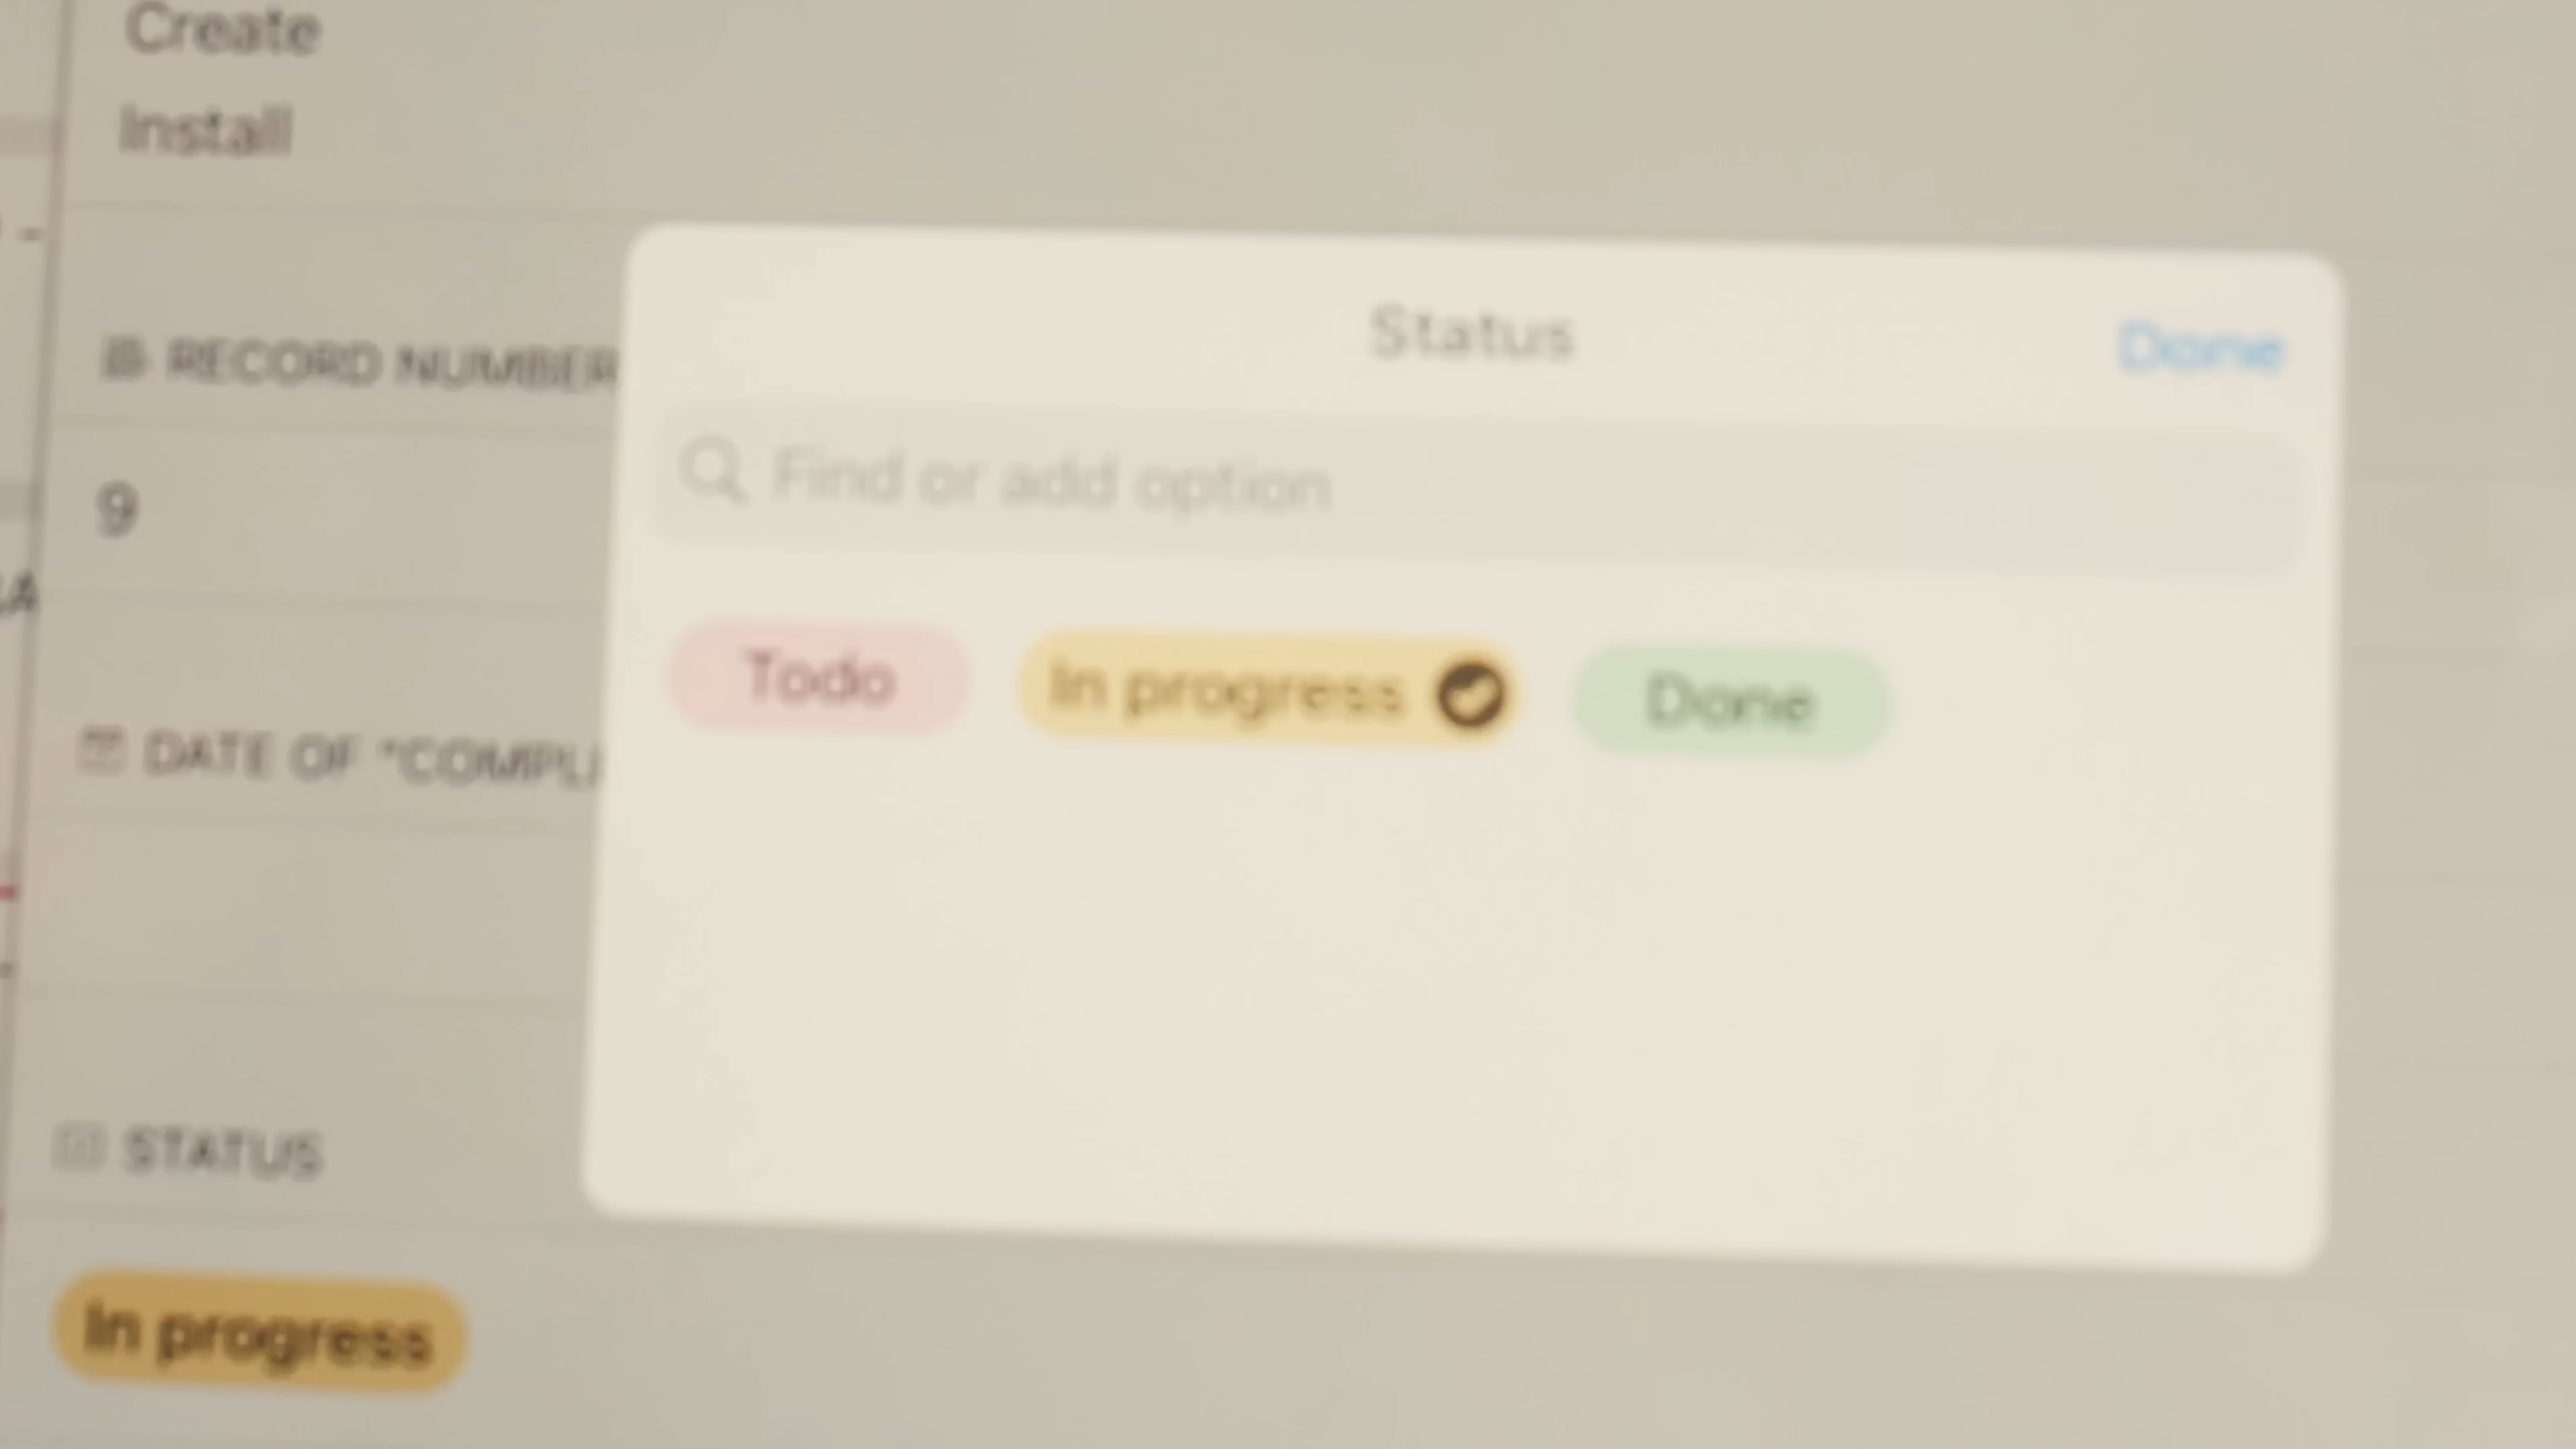 Create
Install
RECORD NUMBER
9
DATE OF "COMPL
STATUS
In progress
Status
Done
Find or add option
Todo
In progress
Done